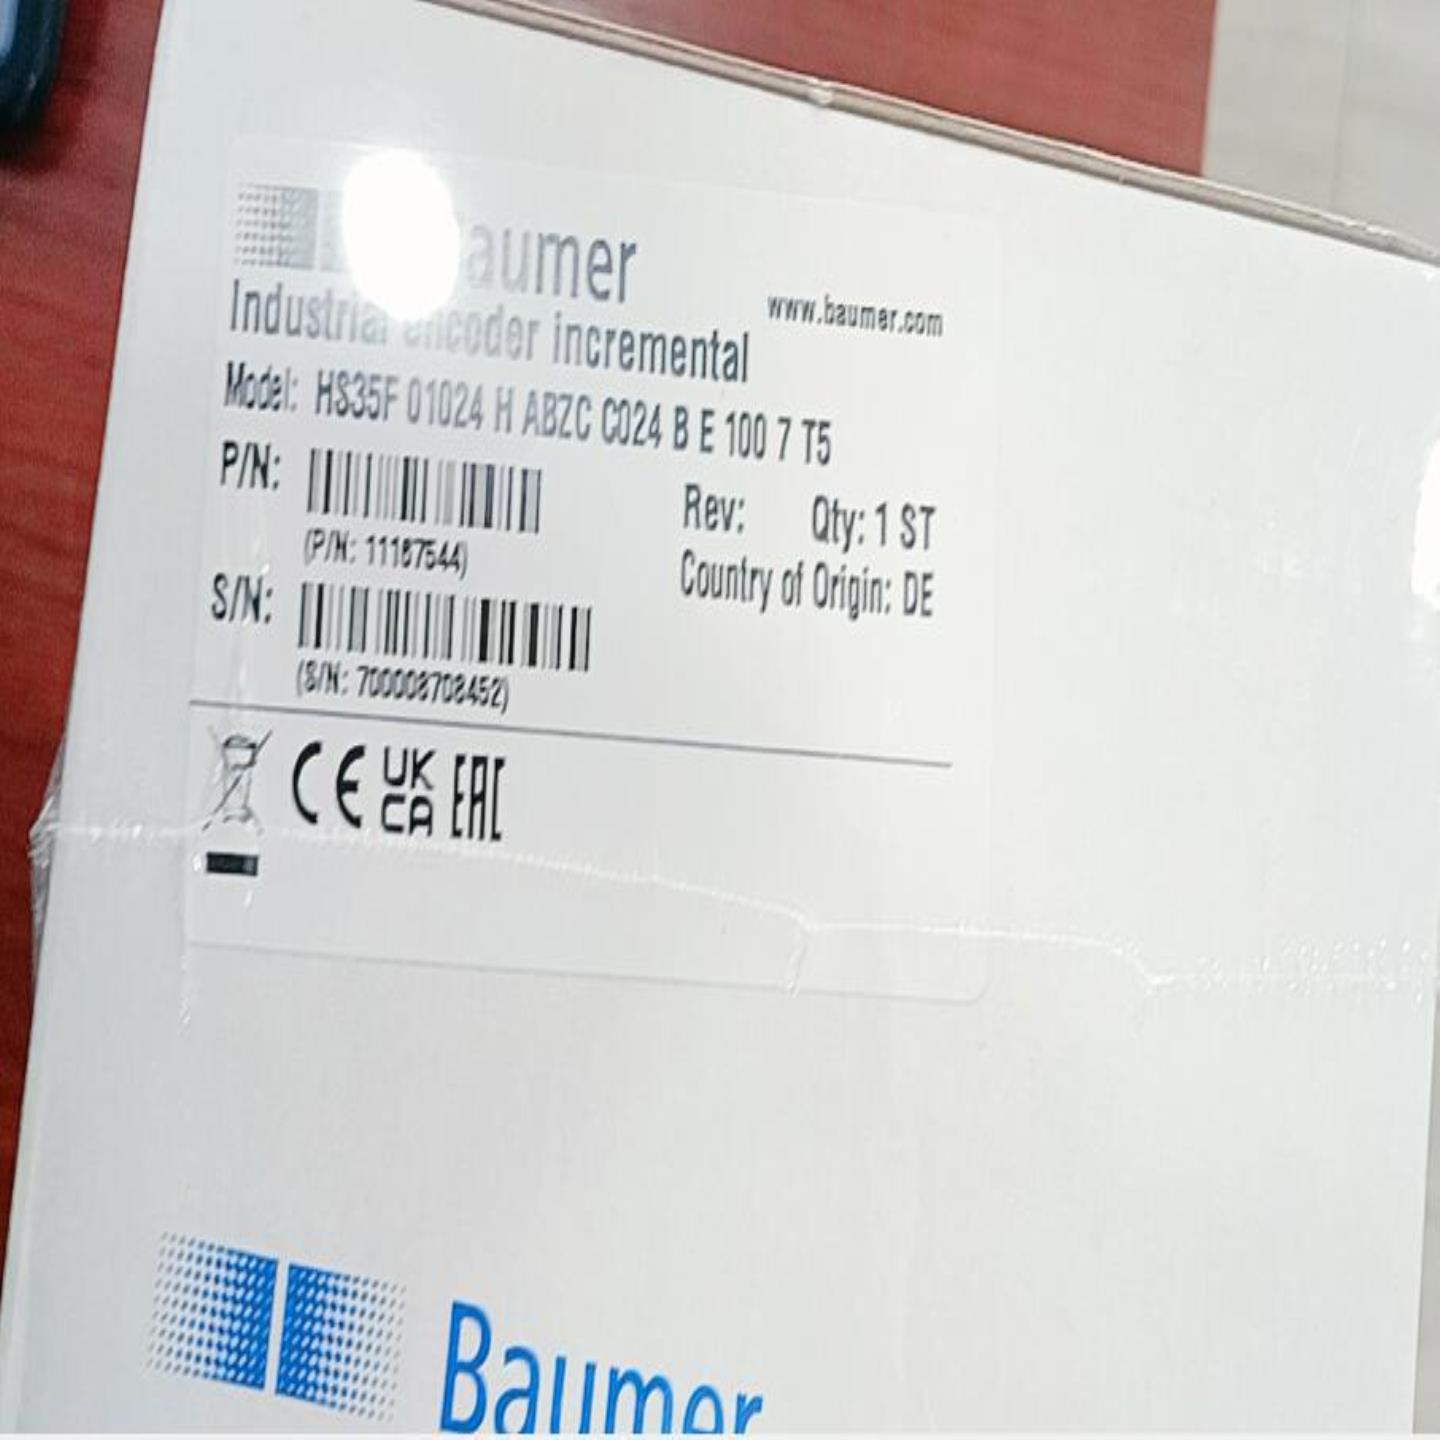 Baumer
www.baumer.com
Industrial encoder incremental
Model: HS35F 01024 H ABZC C024 B E 100 7 T5
P/N:
Rev: Qty: 1 ST
(P/N: 11187544)
Country of Origin: DE
S/N:
(S/N: 700008708452)
CE UK CA EAC
Baumer